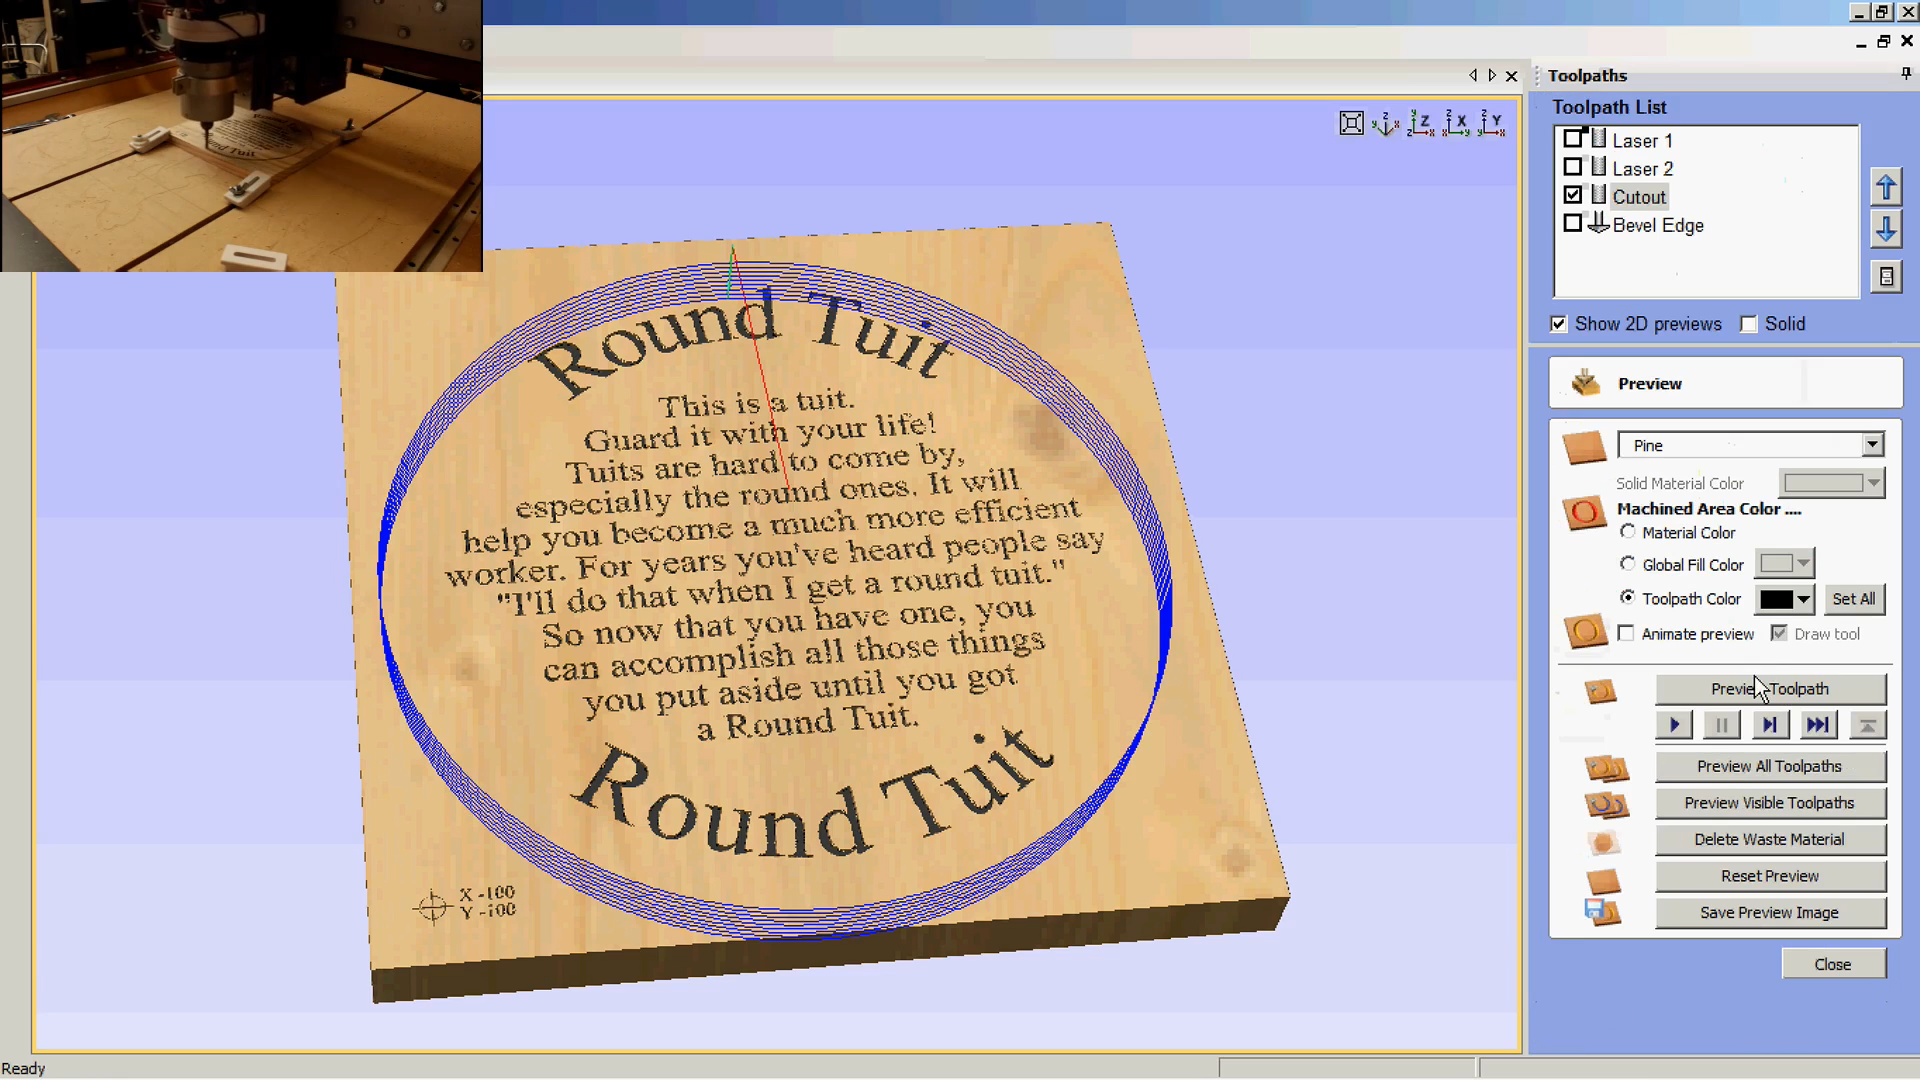 Toolpaths
Toolpath List
Laser 1
Laser 2
Cutout
Bevel Edge
Show 2D previews
Solid
Preview
Pine
Solid Material Color
Machined Area Color ....
Material Color
Global Fill Color
Toolpath Color
Set All
Animate preview
Draw tool
Preview Toolpath
Preview All Toolpaths
Preview Visible Toolpaths
Delete Waste Material
Reset Preview
Save Preview Image
Close
Round Tuit
This is a tuit.
Guard it with your life!
Tuits are hard to come by,
especially the round ones. It will
help you become a much more efficient
worker. For years you've heard people say
"I'll do that when I get a round tuit."
So now that you have one, you
can accomplish all those things
you put aside until you got
a Round Tuit.
Round Tuit
X -100
Y -100
Z
X
Y
Ready